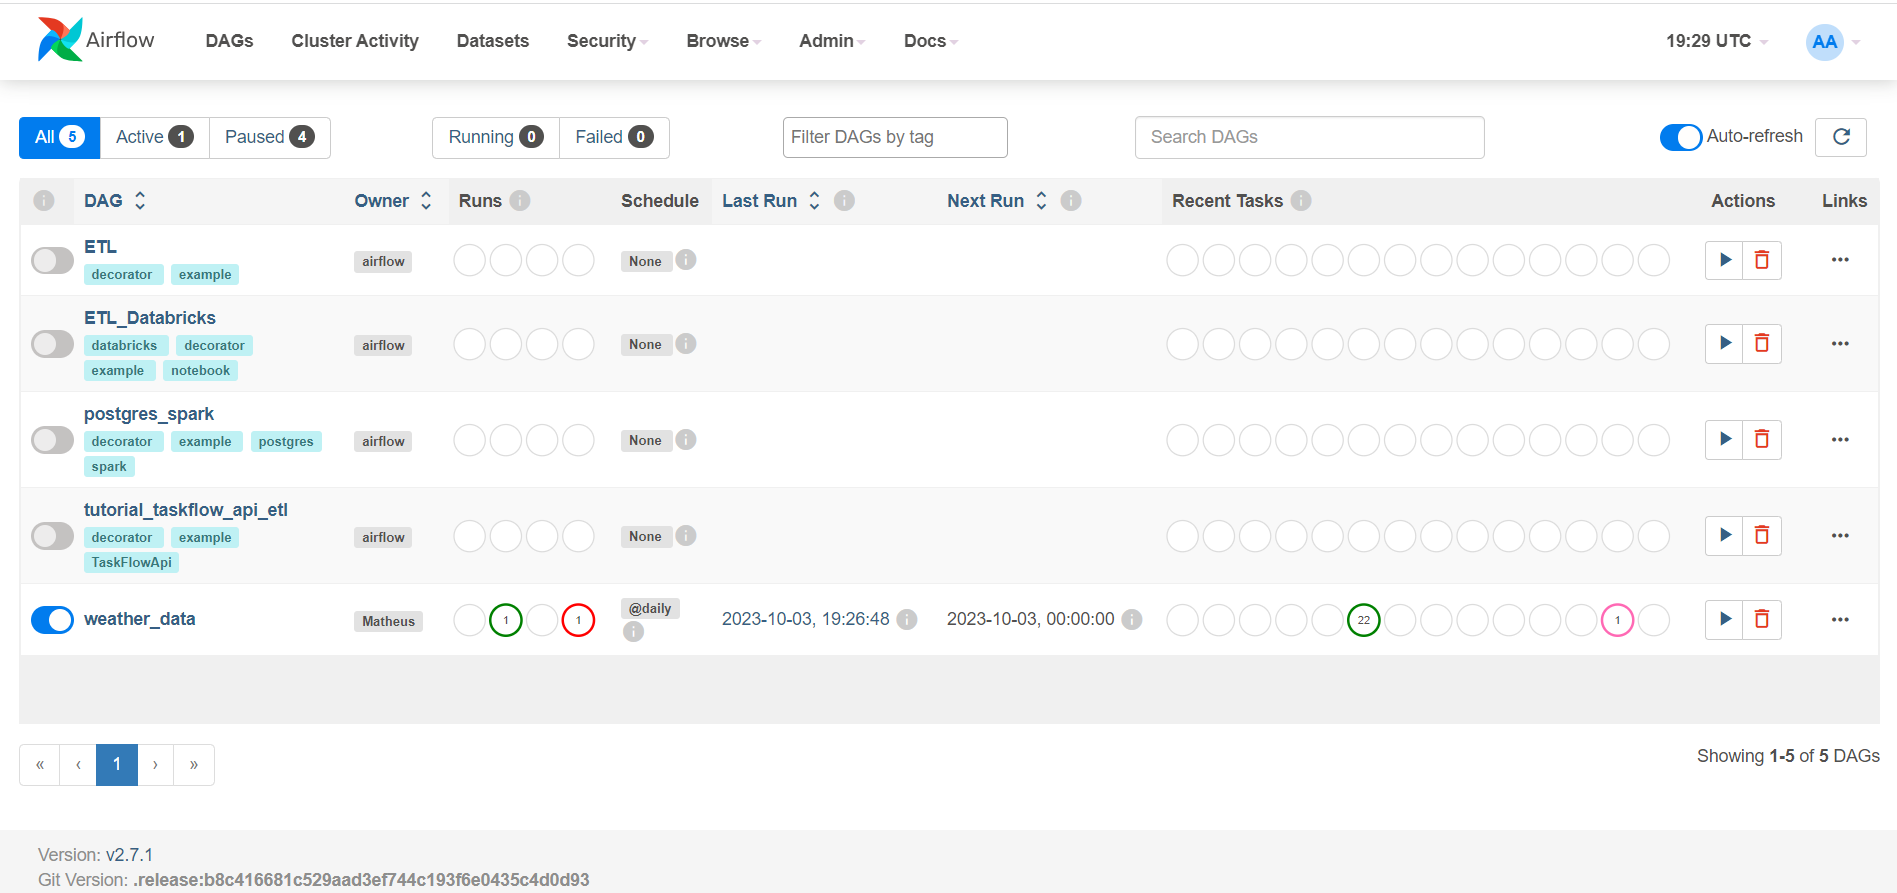 Airflow DAGs Cluster Activity Datasets Security Browse Admin Docs 19:29 UTC AA
All 5 Active 1 Paused 4 Running 0 Failed 0 Filter DAGs by tag Search DAGs Auto-refresh
i DAG Owner Runs i Schedule Last Run i Next Run i Recent Tasks i Actions Links
ETL
decorator example airflow None i
ETL_Databricks
databricks decorator airflow None i
example notebook
postgres_spark
decorator example postgres airflow None i
spark
tutorial_taskflow_api_etl
decorator example airflow None i
TaskFlowApi
weather_data Matheus 1 1 @daily i 2023-10-03, 19:26:48 i 2023-10-03, 00:00:00 i 22 1
« ‹ 1 › »
Showing 1-5 of 5 DAGs
Version: v2.7.1
Git Version: .release:b8c416681c529aad3ef744c193f6e0435c4d0d93